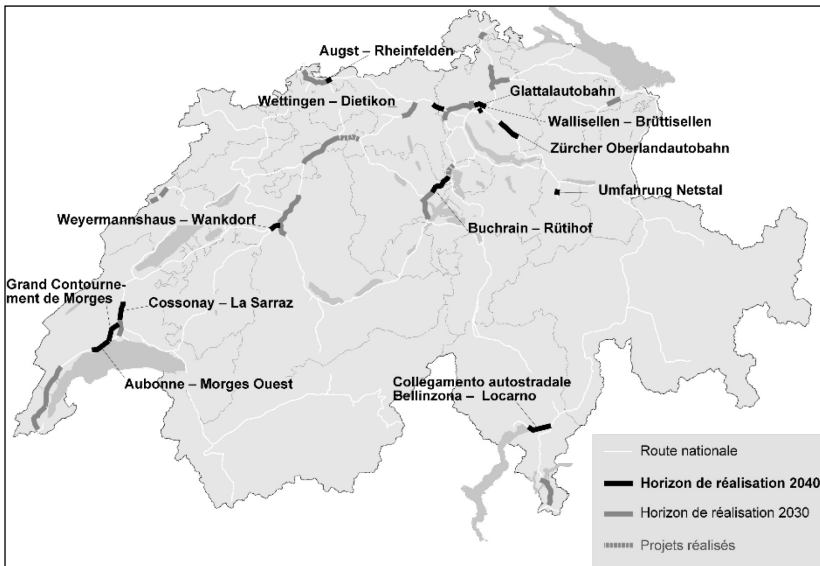 Augst – Rheinfelden
Glattalautobahn
Wettingen – Dietikon
Wallisellen – Brüttisellen
Zürcher Oberlandautobahn
Umfahrung Netstal
Weyermannshaus – Wankdorf
Buchrain – Rütihof
Grand Contourne-
ment de Morges
Cossonay – La Sarraz
Aubonne – Morges Ouest
Collegamento autostradale
Bellinzona – Locarno
Route nationale
Horizon de réalisation 2040
Horizon de réalisation 2030
Projets réalisés